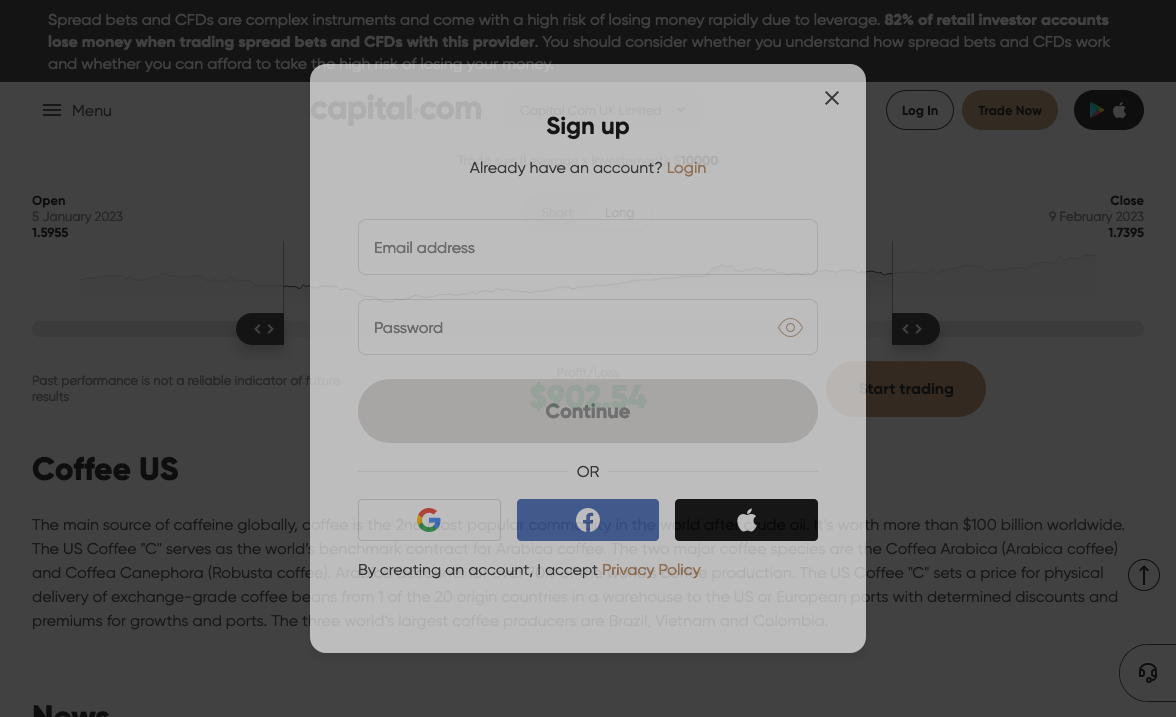 Spread bets and CFDs are complex instruments and come with a high risk of losing money rapidly due to leverage. 82% of retail investor accounts
lose money when trading spread bets and CFDs with this provider. You should consider whether you understand how spread bets and CFDs work
and whether you can afford to take the high risk of losing your money.
Menu
capital.com
Capital Com UK Limited
Log In
Trade Now
Sign up
$10000
Already have an account? Login
Open
5 January 2023
1.5955
Close
9 February 2023
1.7395
Short
Long
Email address
Password
Past performance is not a reliable indicator of future
results
Profit/Loss
$902.54
Continue
Start trading
OR
Coffee US
The main source of caffeine globally, coffee is the 2nd most popular commodity in the world after crude oil. It's worth more than $100 billion worldwide.
The US Coffee "C" serves as the world's benchmark contract for Arabica coffee. The two major coffee species are the Coffea Arabica (Arabica coffee)
and Coffea Canephora (Robusta coffee). production. The US Coffee "C" sets a price for physical
delivery of exchange-grade coffee beans from 1 of the 20 origin countries in a warehouse to the US or European ports with determined discounts and
premiums for growths and ports. The three world's largest coffee producers are Brazil, Vietnam and Colombia.
By creating an account, I accept Privacy Policy
News